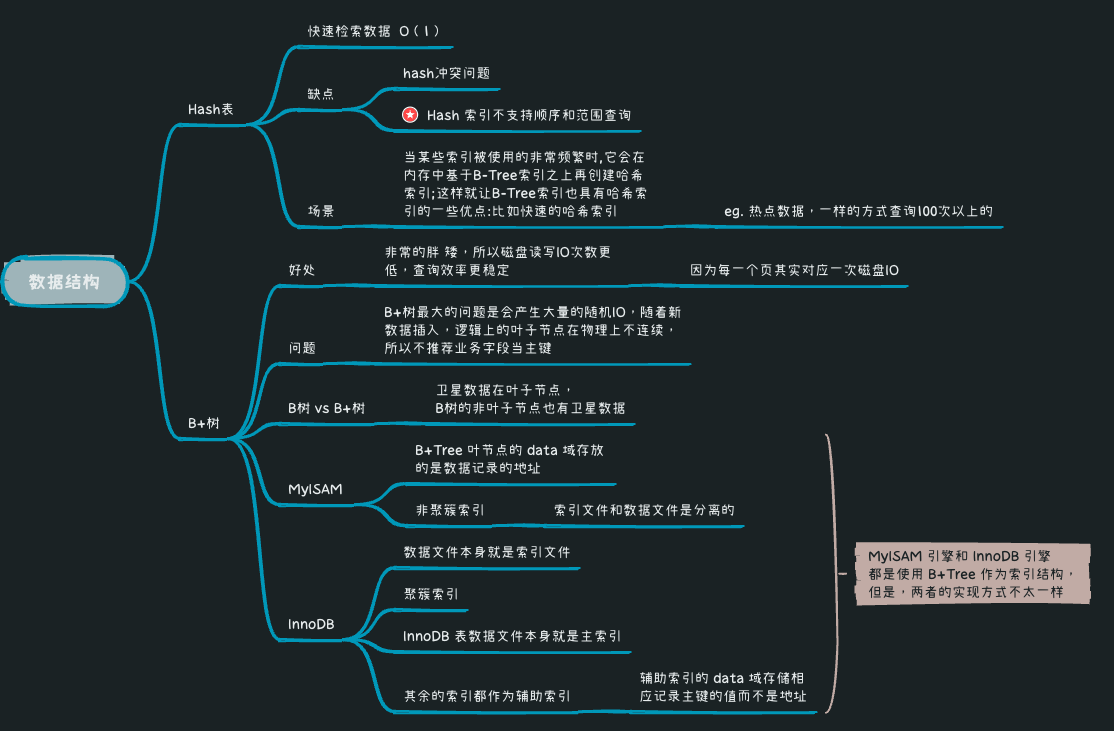 数据结构
Hash表
快速检索数据 O(1)
缺点
hash冲突问题
Hash 索引不支持顺序和范围查询
场景
当某些索引被使用的非常频繁时,它会在
内存中基于B-Tree索引之上再创建哈希
索引;这样就让B-Tree索引也具有哈希索
引的一些优点:比如快速的哈希索引
eg. 热点数据，一样的方式查询100次以上的
B+树
好处
非常的胖 矮，所以磁盘读写IO次数更
低，查询效率更稳定
因为每一个页其实对应一次磁盘IO
问题
B+树最大的问题是会产生大量的随机IO，随着新
数据插入，逻辑上的叶子节点在物理上不连续，
所以不推荐业务字段当主键
B树 vs B+树
卫星数据在叶子节点，
B树的非叶子节点也有卫星数据
MyISAM
B+Tree 叶节点的 data 域存放
的是数据记录的地址
非聚簇索引
索引文件和数据文件是分离的
InnoDB
数据文件本身就是索引文件
聚簇索引
InnoDB 表数据文件本身就是主索引
其余的索引都作为辅助索引
辅助索引的 data 域存储相
应记录主键的值而不是地址
MyISAM 引擎和 InnoDB 引擎
都是使用 B+Tree 作为索引结构，
但是，两者的实现方式不太一样